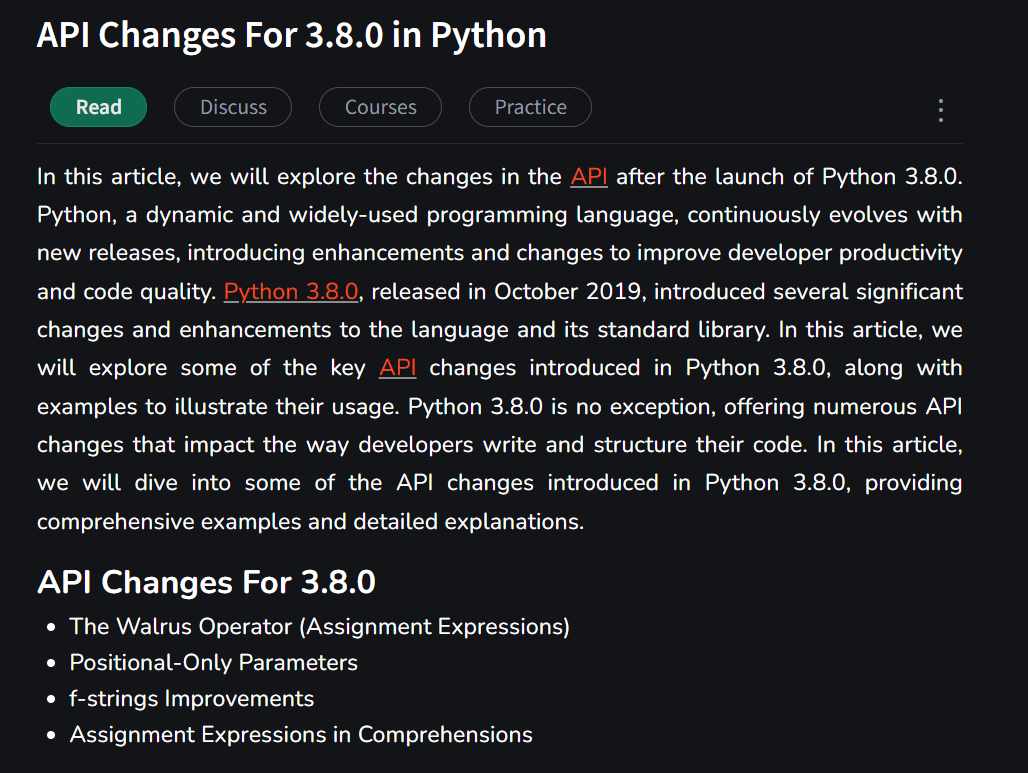 API Changes For 3.8.0 in Python
Read
Discuss
Courses
Practice
In this article, we will explore the changes in the API after the launch of Python 3.8.0.
Python, a dynamic and widely-used programming language, continuously evolves with
new releases, introducing enhancements and changes to improve developer productivity
and code quality. Python 3.8.0, released in October 2019, introduced several significant
changes and enhancements to the language and its standard library. In this article, we
will explore some of the key API changes introduced in Python 3.8.0, along with
examples to illustrate their usage. Python 3.8.0 is no exception, offering numerous API
changes that impact the way developers write and structure their code. In this article,
we will dive into some of the API changes introduced in Python 3.8.0, providing
comprehensive examples and detailed explanations.
API Changes For 3.8.0
• The Walrus Operator (Assignment Expressions)
• Positional-Only Parameters
• f-strings Improvements
• Assignment Expressions in Comprehensions